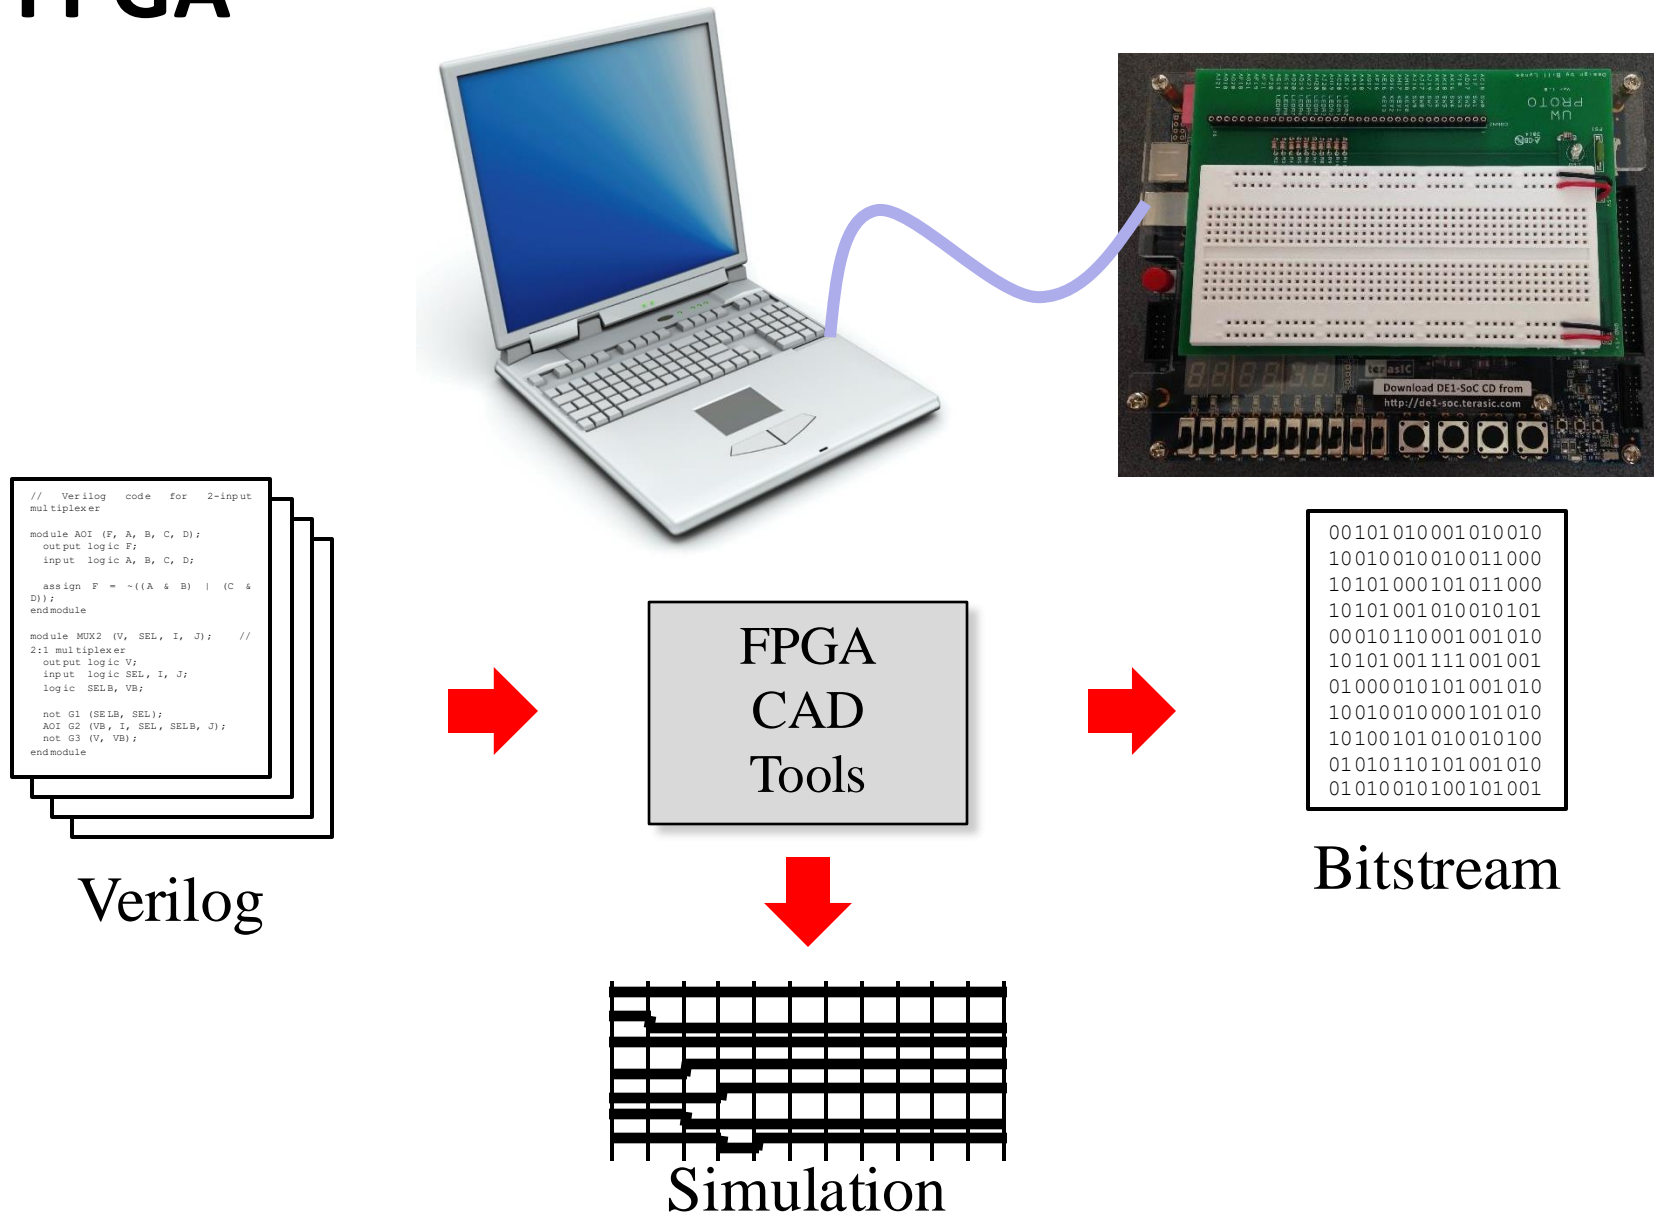 FPGA
UW
PROTO
terasIC
Download DE1-SoC CD from
http://de1-soc.terasic.com
// Verilog code for 2-input
multiplexer
module AOI (F, A, B, C, D);
output logic F;
input logic A, B, C, D;
assign F = ~((A & B) | (C &
D));
endmodule
module MUX2 (V, SEL, I, J); //
2:1 multiplexer
output logic V;
input logic SEL, I, J;
logic SELB, VB;
not G1 (SELB, SEL);
AOI G2 (VB, I, SEL, SELB, J);
not G3 (V, VB);
endmodule
Verilog
FPGA
CAD
Tools
00101010001010010
10010010010011000
10101000101011000
10101001010010101
00010110001001010
10101001111001001
01000010101001010
10010010000101010
10100101010010100
01010110101001010
01010010100101001
Bitstream
Simulation